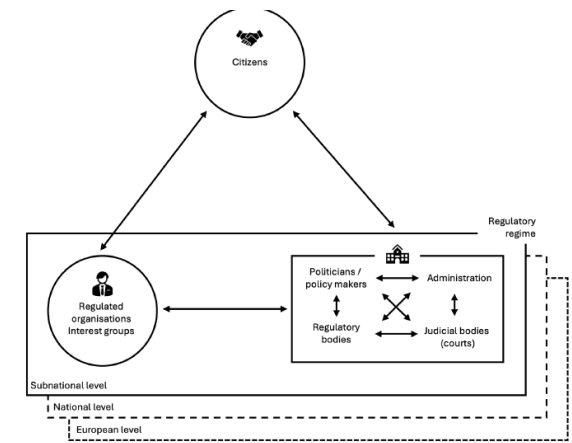 Citizens
Regulatory
regime
Regulated
organisations
Interest groups
Politicians /
policy makers
Administration
Regulatory
bodies
Judicial bodies
(courts)
Subnational level
National level
European level